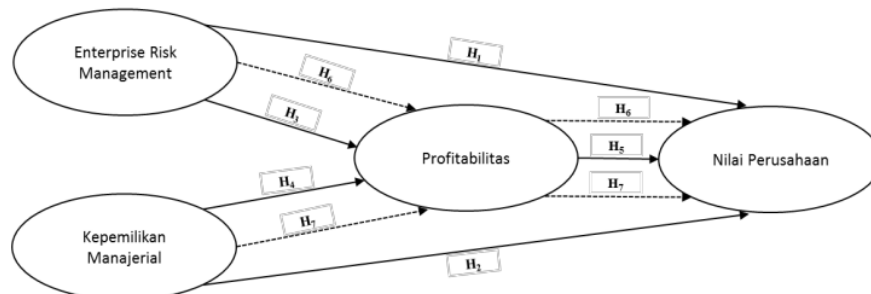 Enterprise Risk
Management
H1
H6
H3
H6
Profitabilitas
H5
Nilai Perusahaan
H4
H7
H7
Kepemilikan
Manajerial
H2